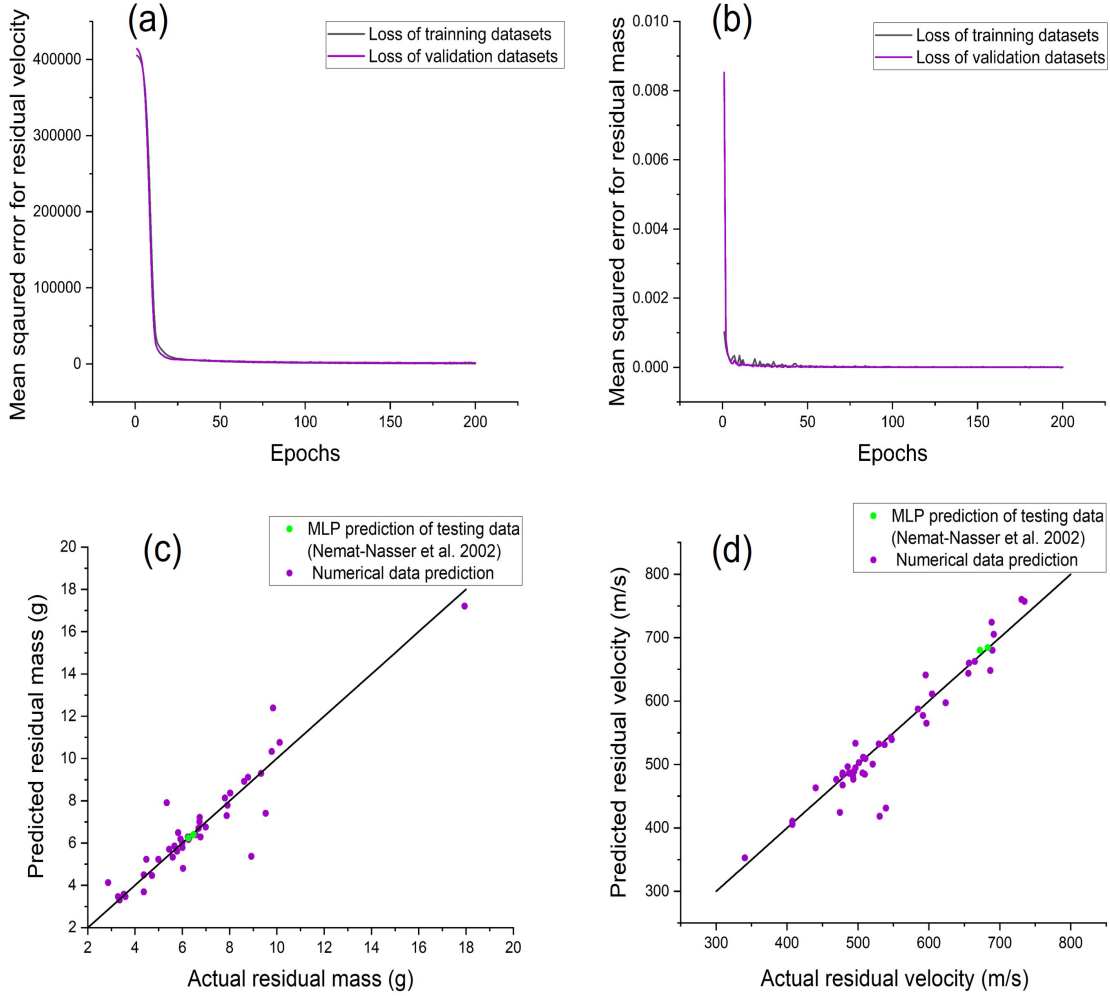 (a)
Loss of trainning datasets
Loss of validation datasets
Mean sqaured error for residual velocity
400000
300000
200000
100000
0
0 50 100 150 200
Epochs
(b)
Loss of trainning datasets
Loss of validation datasets
Mean sqaured error for residual mass
0.010
0.008
0.006
0.004
0.002
0.000
0 50 100 150 200
Epochs
(c)
MLP prediction of testing data
(Nemat-Nasser et al. 2002)
Numerical data prediction
Predicted residual mass (g)
20
18
16
14
12
10
8
6
4
2
2 4 6 8 10 12 14 16 18 20
Actual residual mass (g)
(d)
MLP prediction of testing data
(Nemat-Nasser et al. 2002)
Numerical data prediction
Predicted residual velocity (m/s)
800
700
600
500
400
300
300 400 500 600 700 800
Actual residual velocity (m/s)